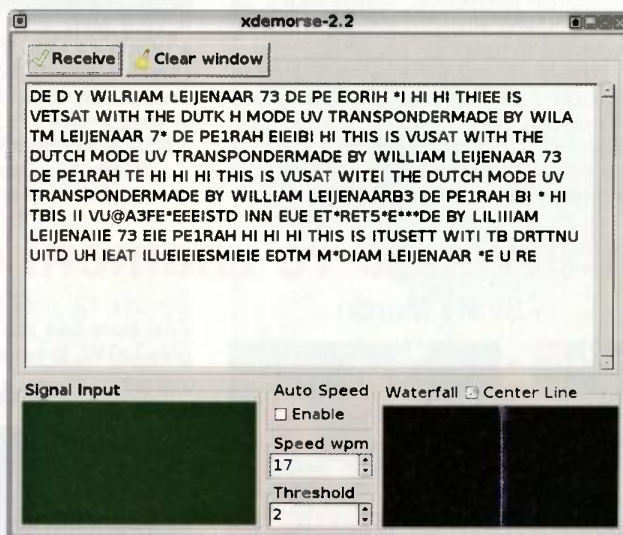 xdemorse-2.2
Receive
Clear window
DE D Y WILRIAM LEIJENAAR 73 DE PE EORIH *I HI HI THIEE IS
VETSAT WITH THE DUTK H MODE UV TRANSPONDERMADE BY WILA
TM LEIJENAAR 7* DE PE1RAH EIEIBI HI THIS IS VUSAT WITH THE
DUTCH MODE UV TRANSPONDERMADE BY WILLIAM LEIJENAAR 73
DE PE1RAH TE HI HI HI THIS IS VUSAT WITEI THE DUTCH MODE UV
TRANSPONDERMADE BY WILLIAM LEIJENAARB3 DE PE1RAH BI * HI
TBIS II VU@A3FE*EEEISTD INN EUE ET*RET5*E***DE BY LILIIIAM
LEIJENAIIE 73 EIE PE1RAH HI HI HI THIS IS ITUSETT WITI TB DRTTNU
UITD UH IEAT ILUEIEIESMIEIE EDTM M*DIAM LEIJENAAR *E U RE
Signal Input
Auto Speed
Enable
Speed wpm
17
Threshold
2
Waterfall
Center Line